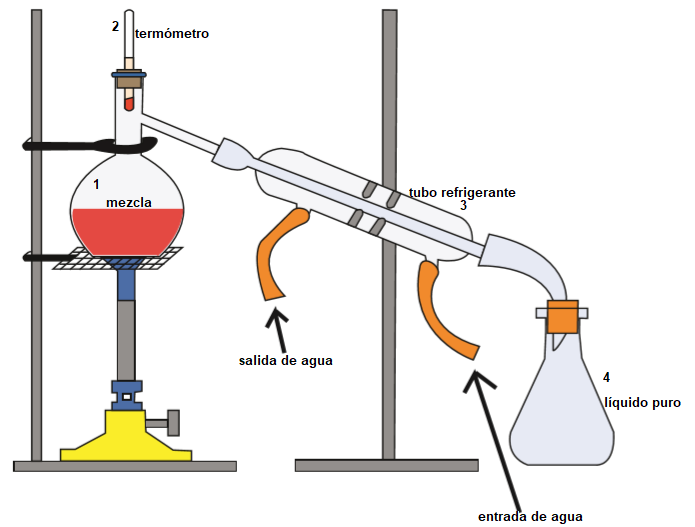 2
termómetro
1
mezcla
tubo refrigerante
3
salida de agua
4
líquido puro
entrada de agua